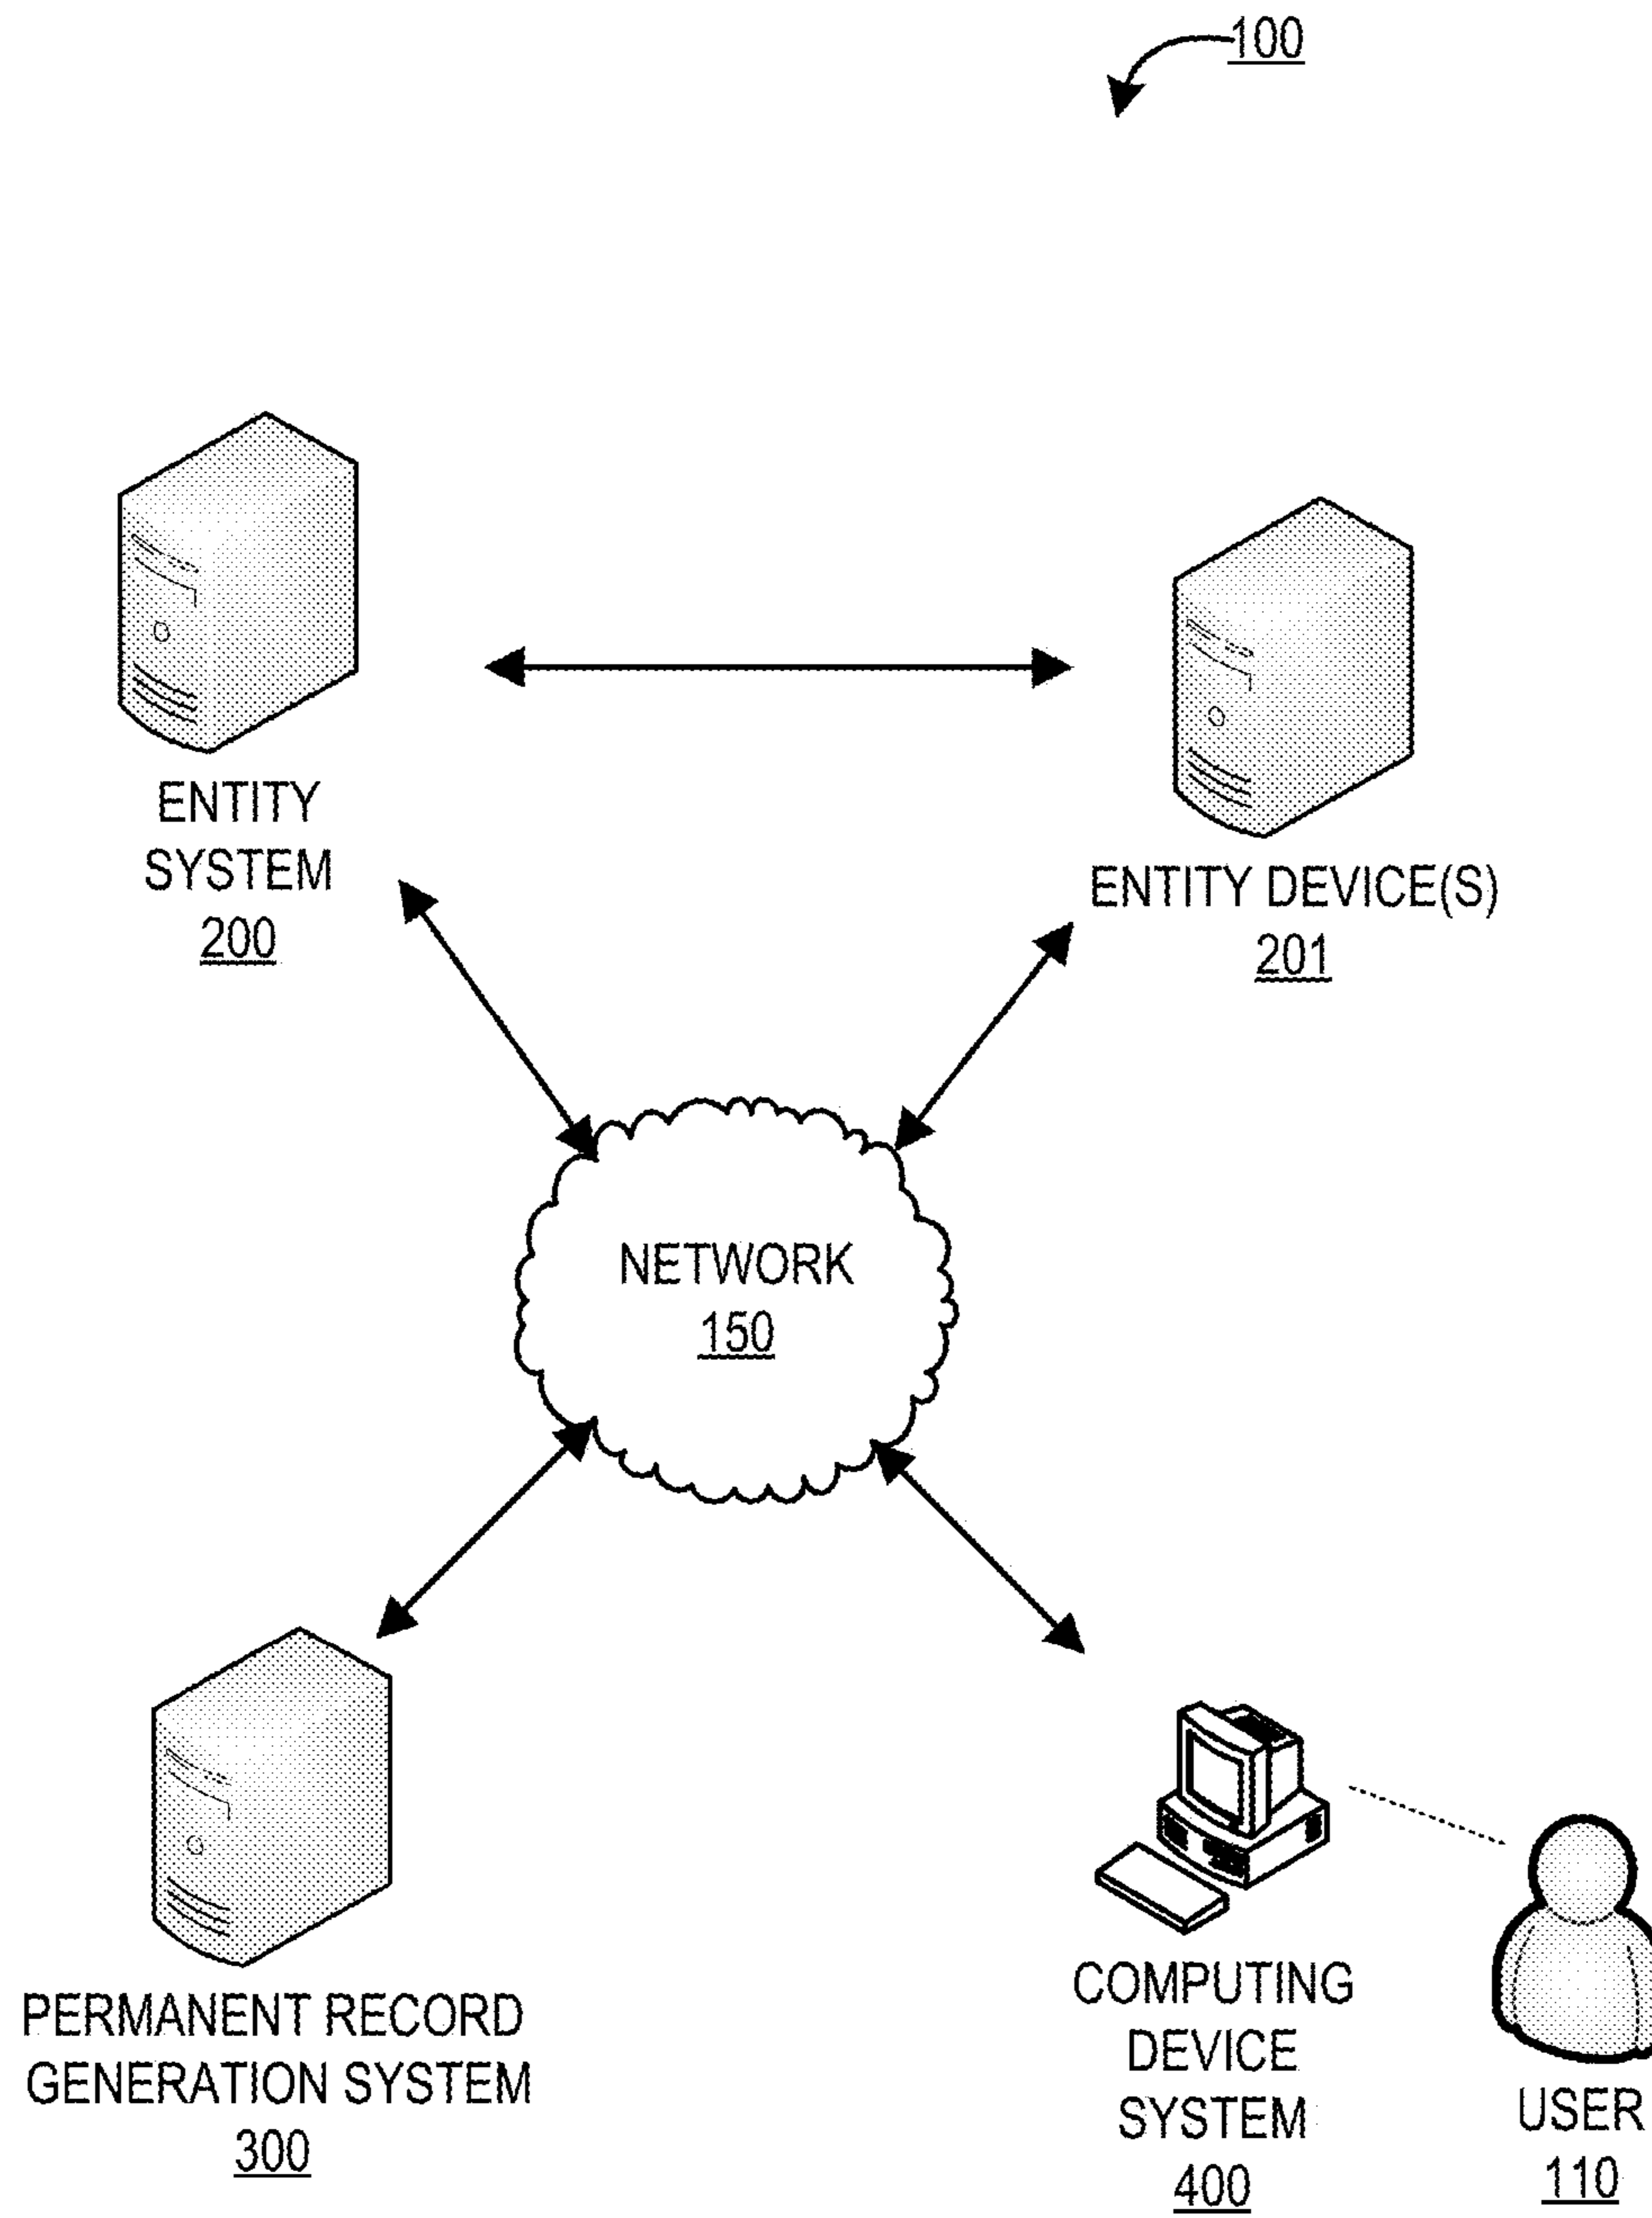 100
ENTITY
SYSTEM
200
ENTITY DEVICE(S)
201
NETWORK
150
PERMANENT RECORD
GENERATION SYSTEM
300
COMPUTING
DEVICE
SYSTEM
400
USER
110